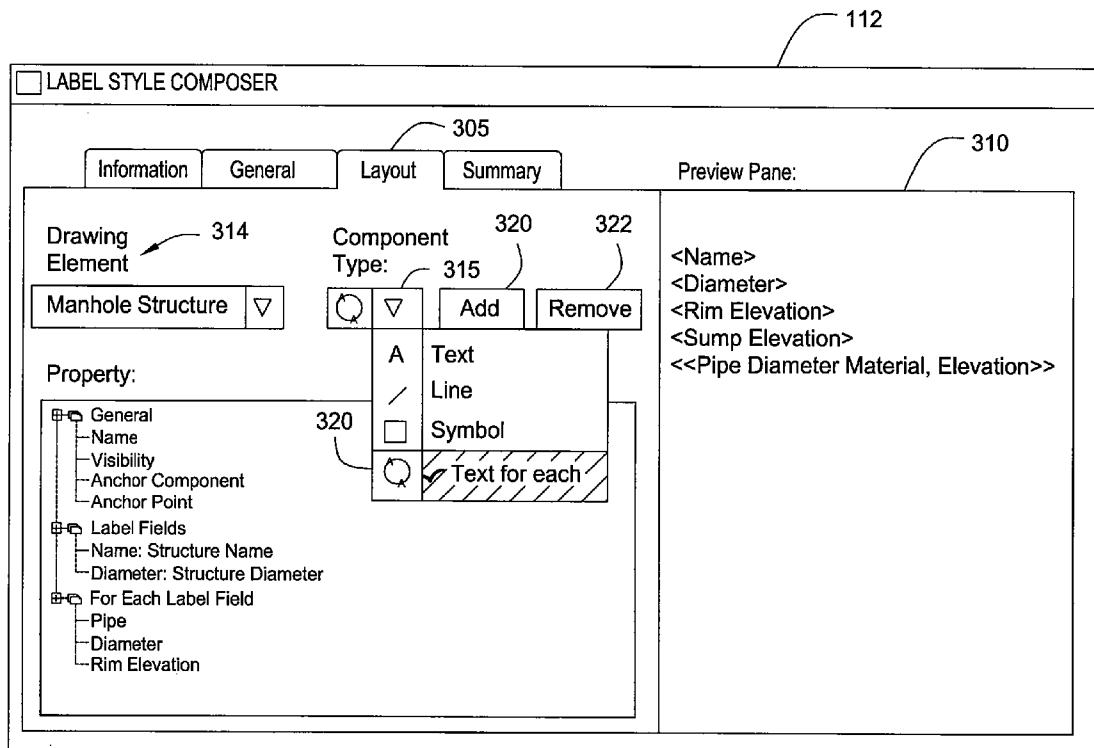 112
LABEL STYLE COMPOSER
305
310
Information General Layout Summary
Preview Pane:
Drawing
Element
314
Component
Type:
315
320
322
Manhole Structure
Add
Remove
A Text
Line
Symbol
320
A
A
Text for each
Property:
General
Name
Visibility
Anchor Component
Anchor Point
Label Fields
Name: Structure Name
Diameter: Structure Diameter
For Each Label Field
Pipe
Diameter
Rim Elevation
<Name>
<Diameter>
<Rim Elevation>
<Sump Elevation>
<<Pipe Diameter Material, Elevation>>